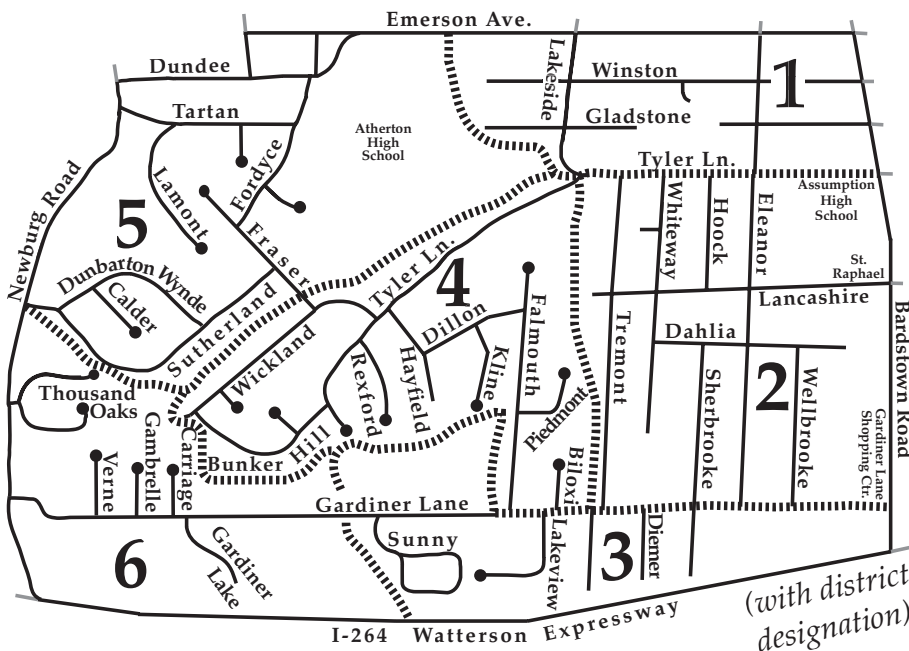 Emerson Ave.
Dundee
Lakeside
Winston
1
Tartan
Gladstone
Atherton
High
School
Fordyce
Tyler Ln.
Lamont
Whiteway
Hoock
Eleanor
Assumption
High
School
Newburg Road
5
Fraser
Dunbarton Wynde
Calder
Tyler Ln.
4
St.
Raphael
Sutherland
Lancashire
Dillon
Falmouth
Tremont
Bardstown Road
Wickland
Dahlia
Rexford
Hayfield
Kline
2
Thousand
Oaks
Piedmont
Sherbrooke
Wellbrooke
Gardiner Lane
Shopping Ctr.
Gambrelle
Carriage
Hill
Verne
Bunker
Biloxi
Gardiner Lane
Sunny
Lakeview
3
Diemer
6
Gardiner
Lake
(with district
designation)
I-264 Watterson Expressway